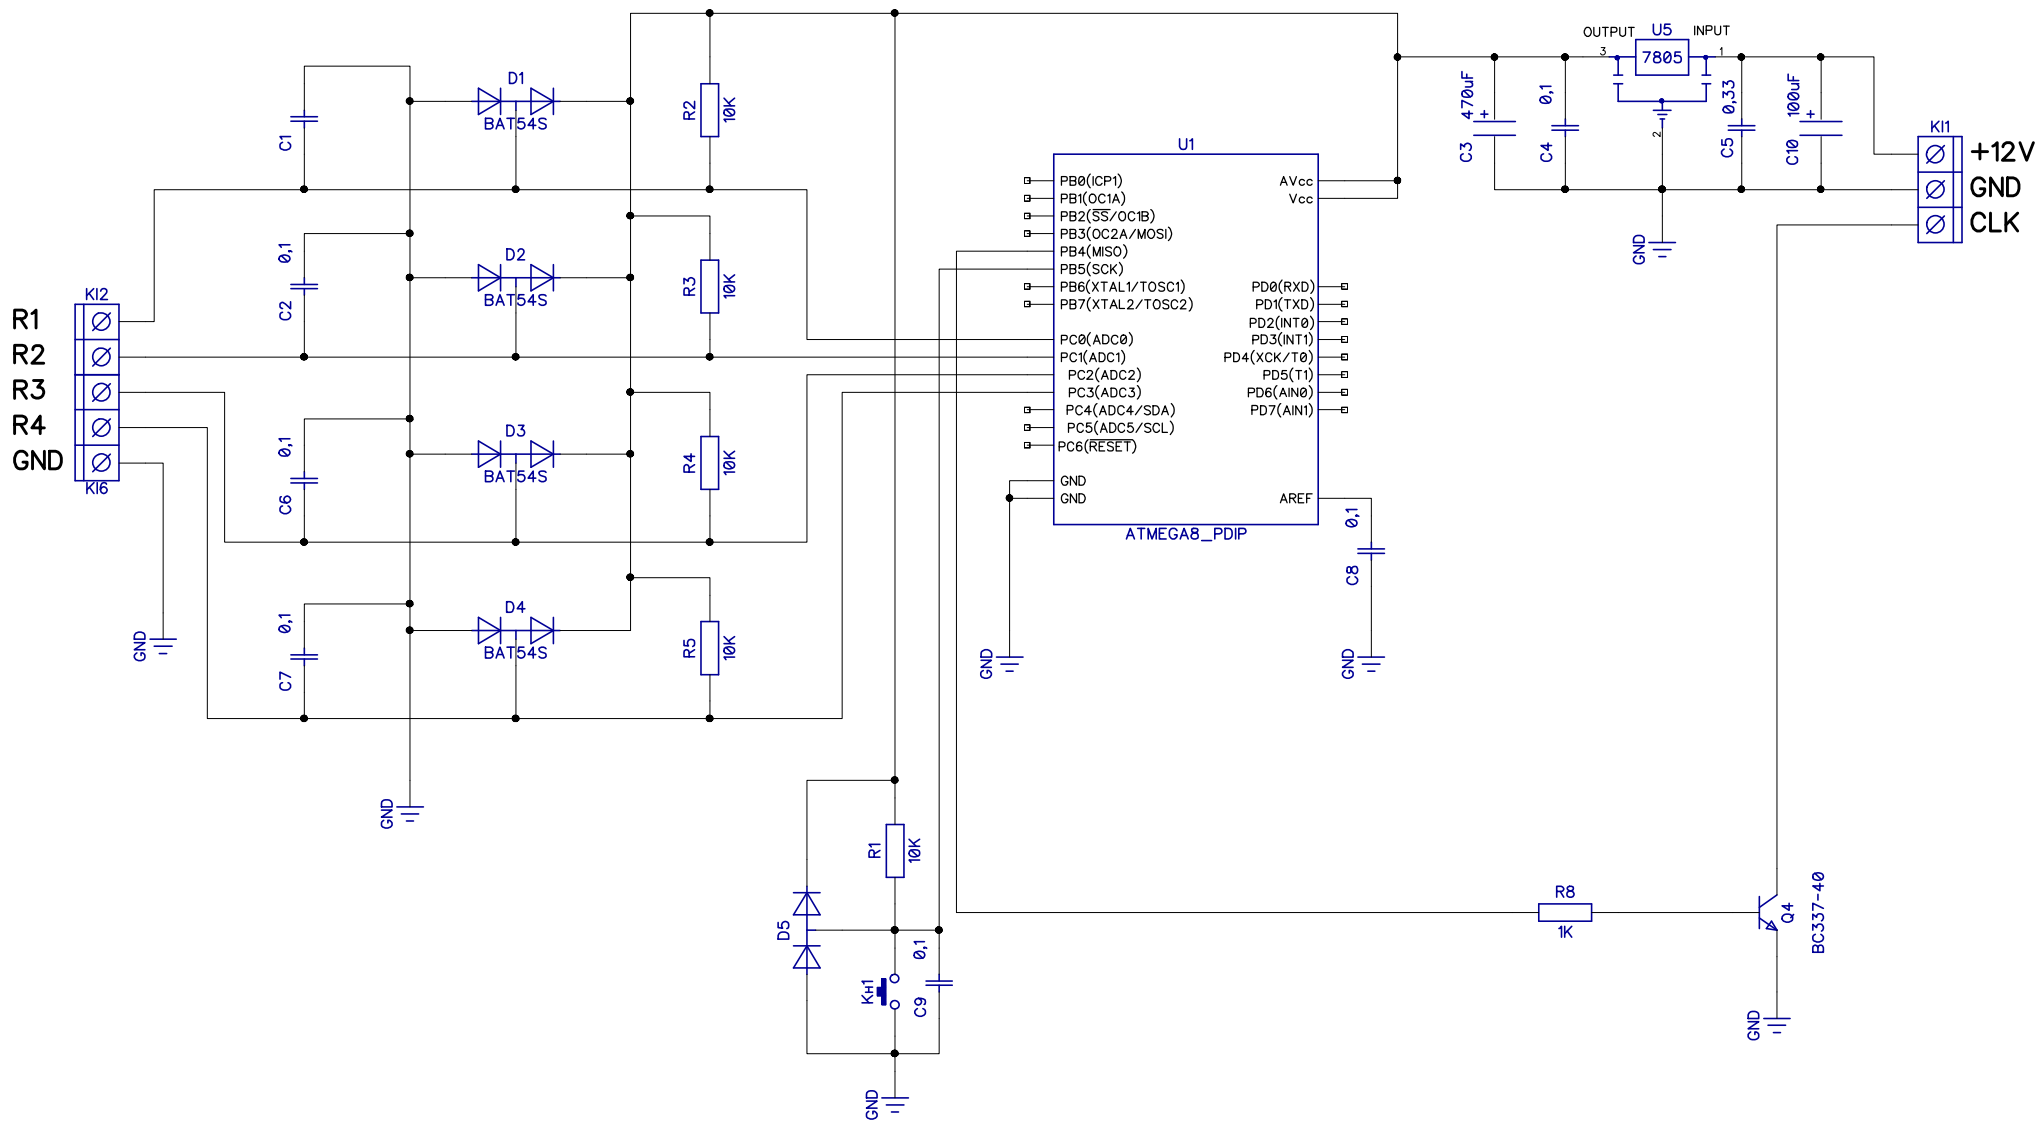 OUTPUT
U5
INPUT
3
7805
1
2
470uF
+
C3
0,1
C4
0,33
C5
100uF
+
C10
GND
KI1
+12V
GND
CLK
D1
BAT54S
C1
R2
10K
D2
BAT54S
0,1
C2
R3
10K
KI2
R1
R2
R3
R4
GND
KI6
GND
D3
BAT54S
0,1
C6
R4
10K
D4
BAT54S
0,1
C7
R5
10K
GND
U1
PB0(ICP1)
PB1(OC1A)
PB2(SS/OC1B)
PB3(OC2A/MOSI)
PB4(MISO)
PB5(SCK)
PB6(XTAL1/TOSC1)
PB7(XTAL2/TOSC2)
PC0(ADC0)
PC1(ADC1)
PC2(ADC2)
PC3(ADC3)
PC4(ADC4/SDA)
PC5(ADC5/SCL)
PC6(RESET)
GND
GND
AVcc
Vcc
PD0(RXD)
PD1(TXD)
PD2(INT0)
PD3(INT1)
PD4(XCK/T0)
PD5(T1)
PD6(AIN0)
PD7(AIN1)
AREF
ATMEGA8_PDIP
0,1
C8
GND
GND
R1
10K
D5
Кн1
0,1
C9
GND
R8
1K
Q4
BC337-40
GND